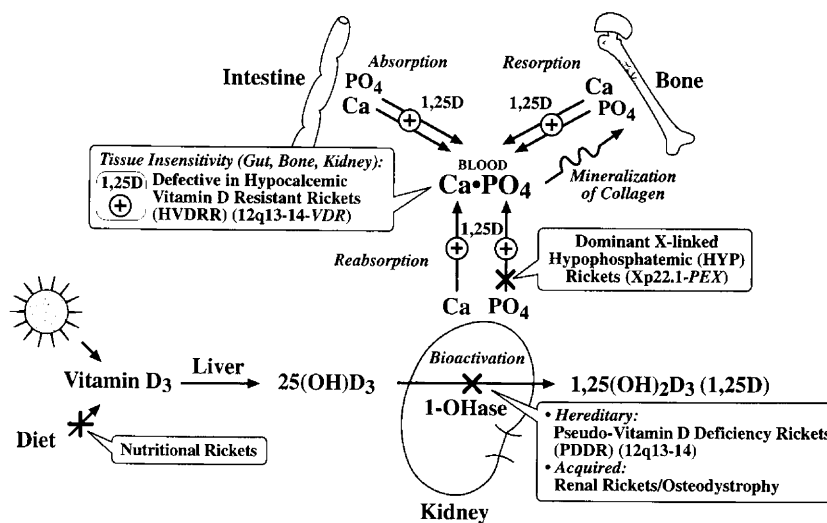 Intestine
Absorption
PO4
Ca
1,25D
+
Resorption
Bone
Ca
PO4
1,25D
+
Tissue Insensitivity (Gut, Bone, Kidney):
1,25D Defective in Hypocalcemic
+ Vitamin D Resistant Rickets
(HVDRR) (12q13-14-VDR)
BLOOD
Ca•PO4
Mineralization
of Collagen
1,25D
+ +
Reabsorption
Ca PO4
Dominant X-linked
Hypophosphatemic (HYP)
Rickets (Xp22.1-PEX)
Vitamin D3
Liver
25(OH)D3
Bioactivation
1-OHase
1,25(OH)2D3 (1,25D)
Diet
Nutritional Rickets
Kidney
• Hereditary:
Pseudo-Vitamin D Deficiency Rickets
(PDDR) (12q13-14)
• Acquired:
Renal Rickets/Osteodystrophy